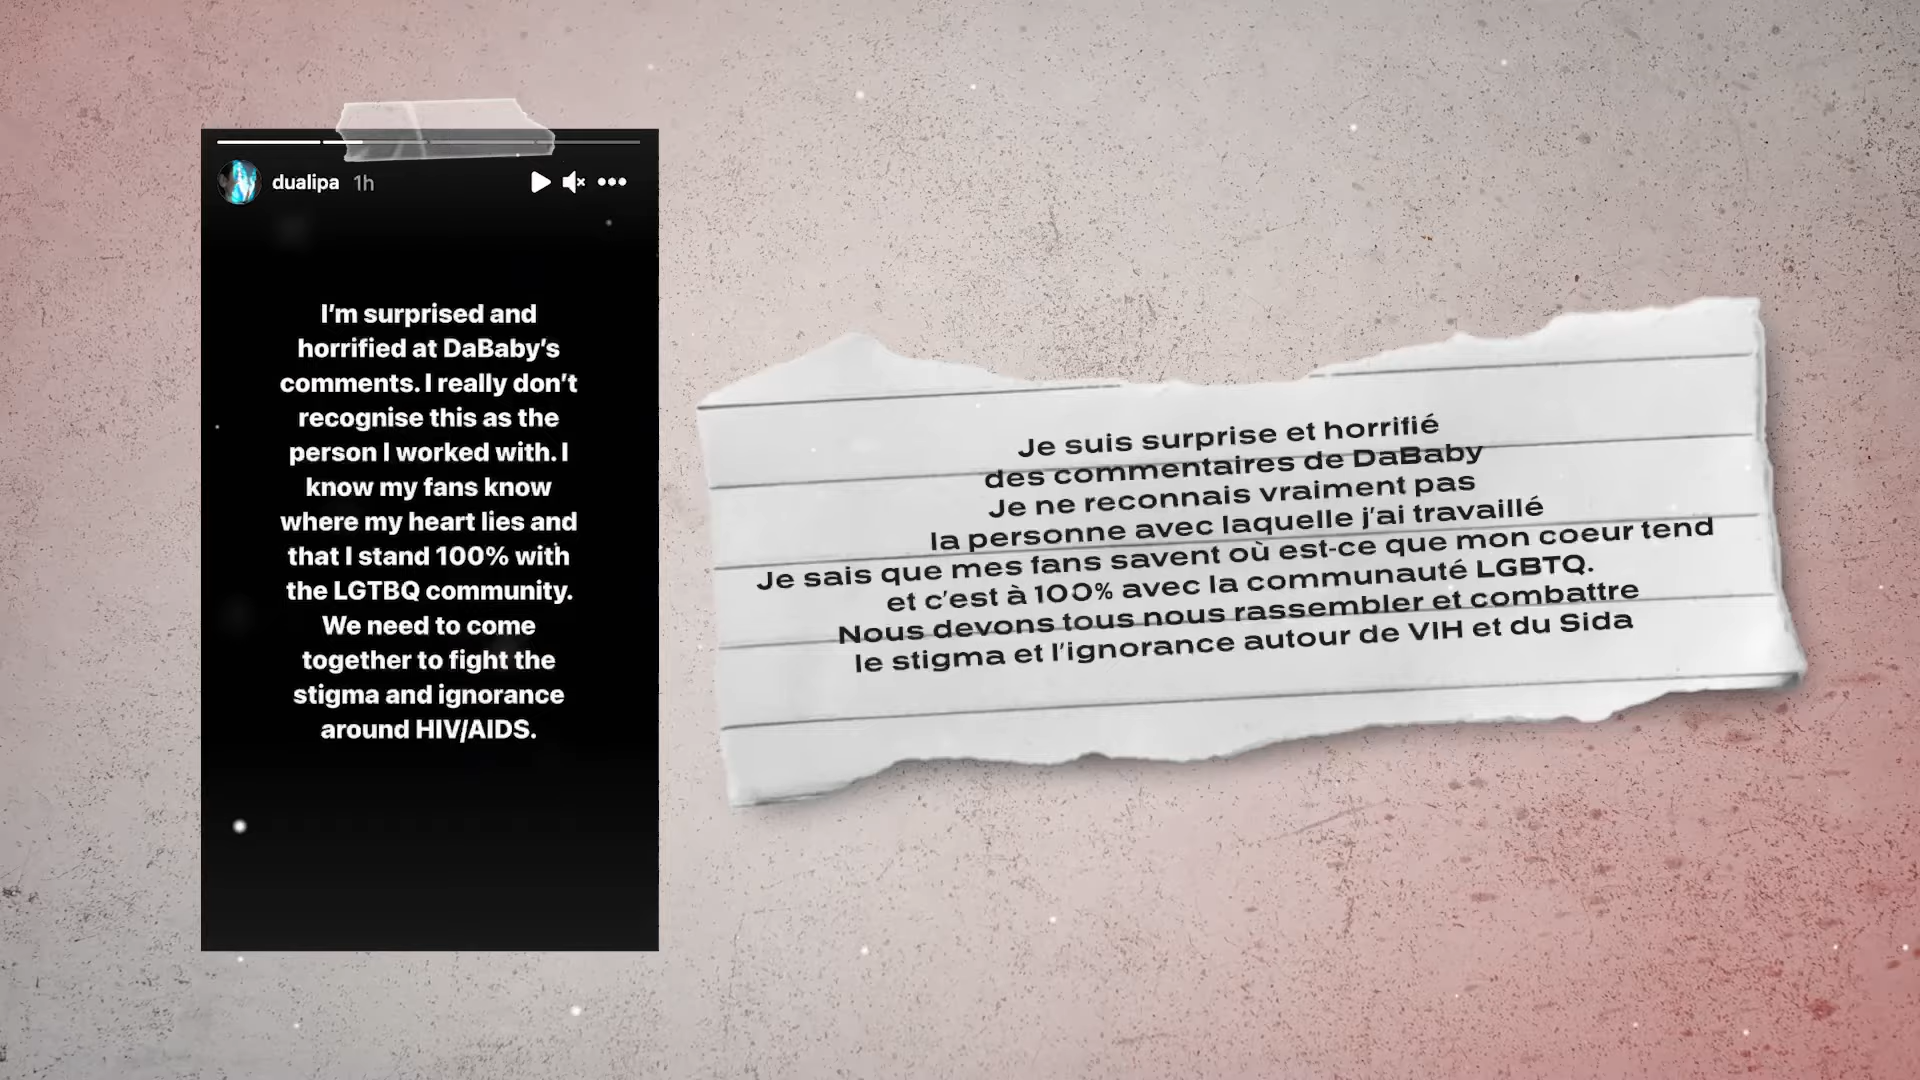 dualipa 1h
I'm surprised and
horrified at DaBaby's
comments. I really don't
recognise this as the
person I worked with. I
know my fans know
where my heart lies and
that I stand 100% with
the LGTBQ community.
We need to come
together to fight the
stigma and ignorance
around HIV/AIDS.
Je suis surprise et horrifié
des commentaires de DaBaby
Je ne reconnais vraiment pas
la personne avec laquelle j'ai travaillé
Je sais que mes fans savent où est-ce que mon coeur tend
et c'est à 100% avec la communauté LGBTQ.
Nous devons tous nous rassembler et combattre
le stigma et l'ignorance autour de VIH et du Sida